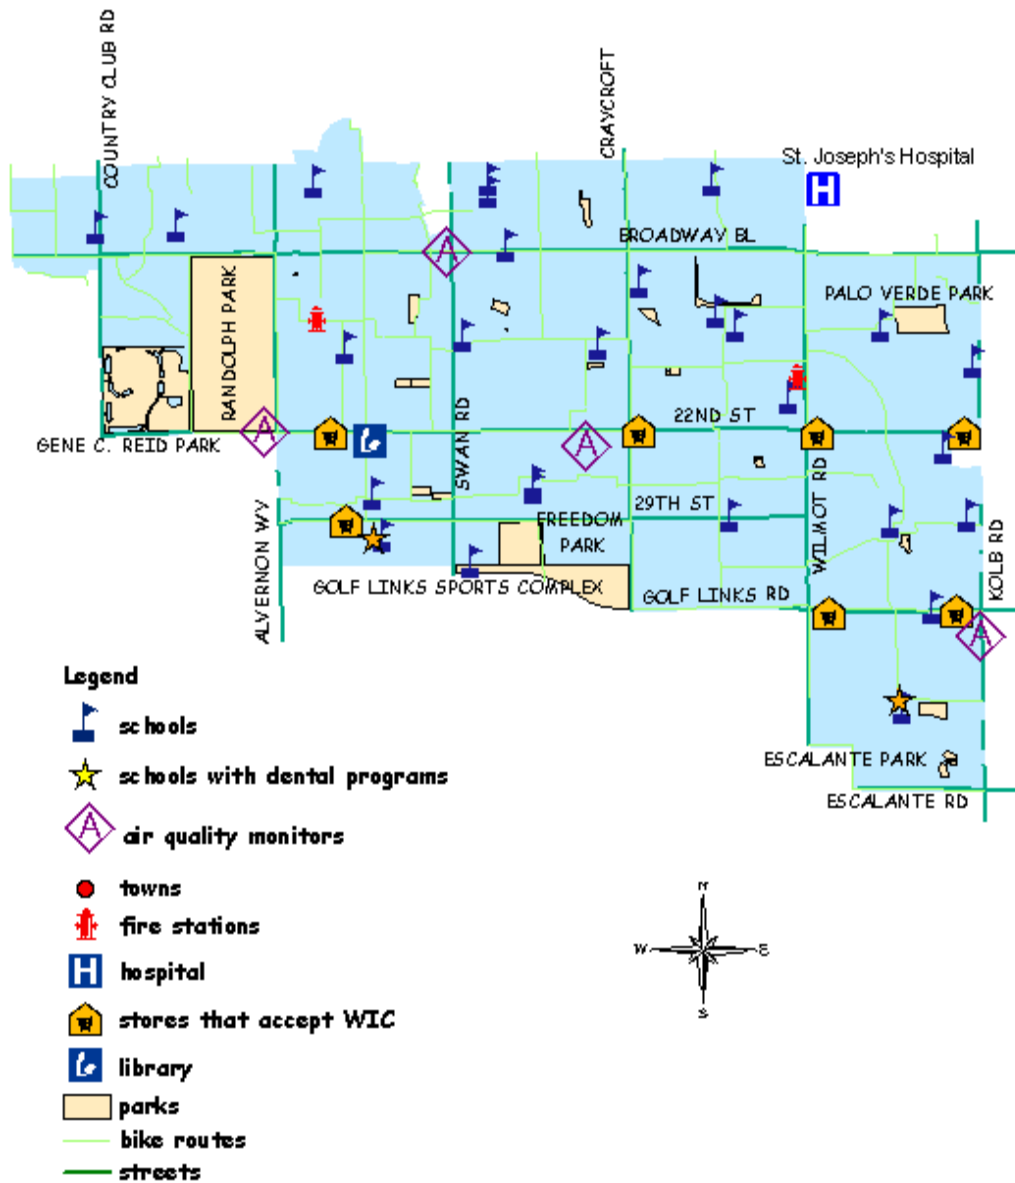 COUNTRY CLUB RD
CRAYCROFT
St. Joseph's Hospital
H
BROADWAY BL
A
RANDOLPH PARK
PALO VERDE PARK
GENE C. REID PARK
A
SWAN RD
A
22ND ST
WILMOT RD
29TH ST
FREEDOM
PARK
ALVERNON WY
GOLF LINKS SPORTS COMPLEX
GOLF LINKS RD
KOLB RD
A
ESCALANTE PARK
ESCALANTE RD
Legend
schools
schools with dental programs
A
air quality monitors
towns
fire stations
H
hospital
stores that accept WIC
library
parks
bike routes
streets
N
W
E
S